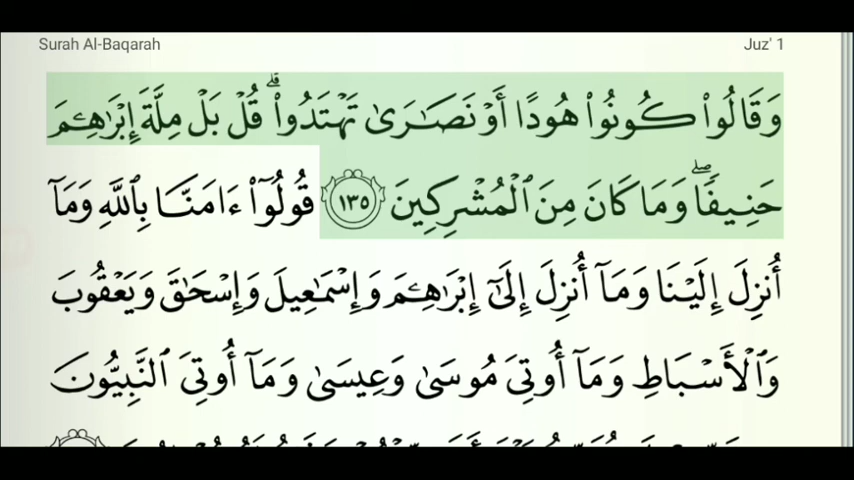 Surah Al-Baqarah
Juz' 1
وَقَالُوا۟ كُونُوا۟ هُودًا أَوْ نَصَـٰرَىٰ تَهْتَدُوا۟ ۗ قُلْ بَلْ مِلَّةَ إِبْرَٰهِـۧمَ
حَنِيفًا ۖ وَمَا كَانَ مِنَ ٱلْمُشْرِكِينَ ١٣٥ قُولُوٓا۟ ءَامَنَّا بِٱللَّهِ وَمَآ
أُنزِلَ إِلَيْنَا وَمَآ أُنزِلَ إِلَىٰٓ إِبْرَٰهِـۧمَ وَإِسْمَـٰعِيلَ وَإِسْحَـٰقَ وَيَعْقُوبَ
وَٱلْأَسْبَاطِ وَمَآ أُوتِىَ مُوسَىٰ وَعِيسَىٰ وَمَآ أُوتِىَ ٱلنَّبِيُّونَ